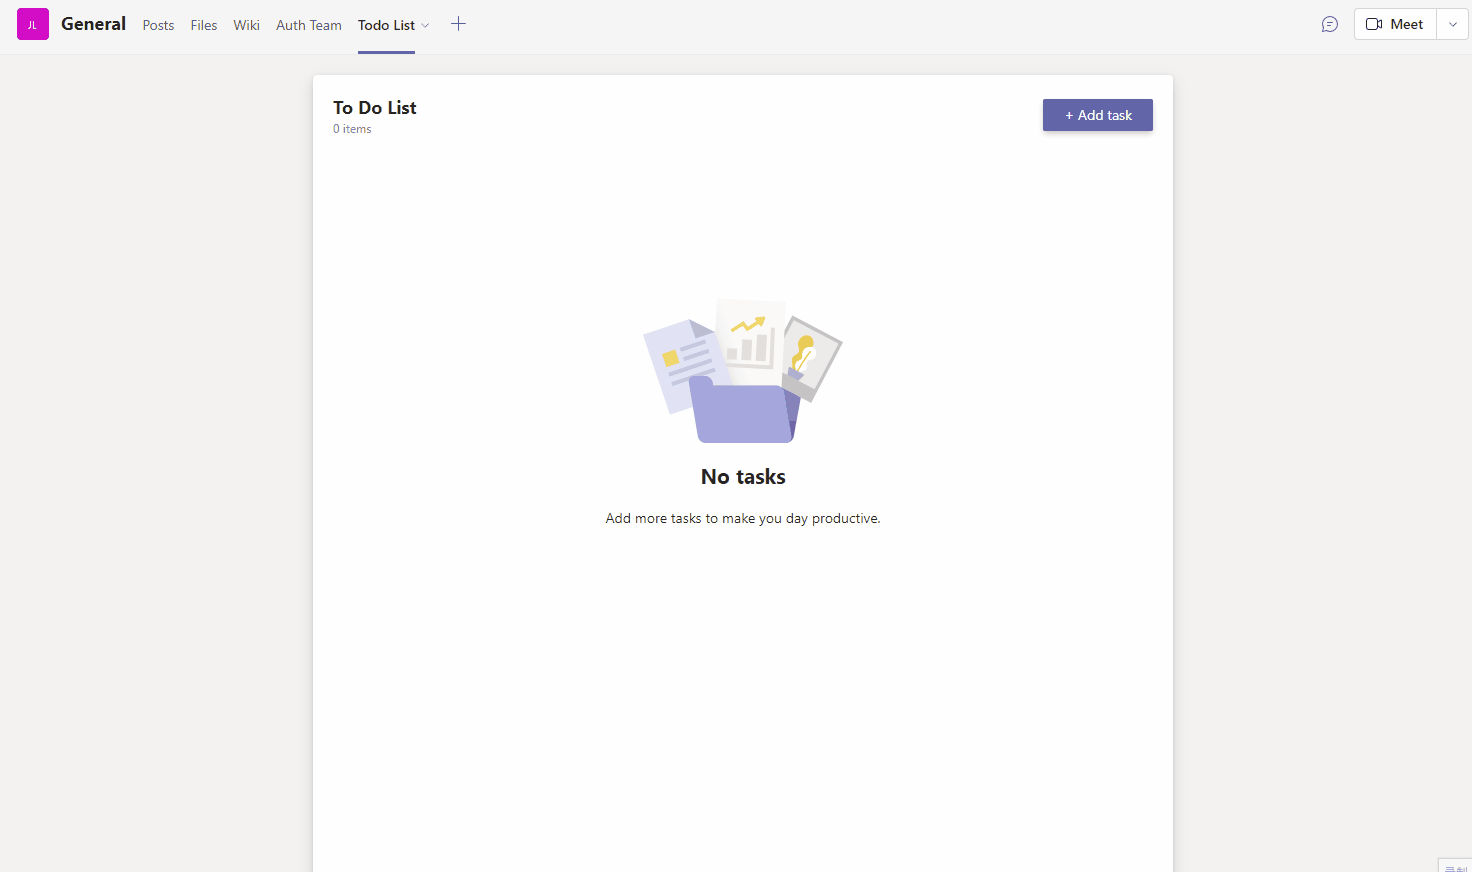 JL General Posts Files Wiki Auth Team Todo List Meet
To Do List
0 items
+ Add task
No tasks
Add more tasks to make you day productive.